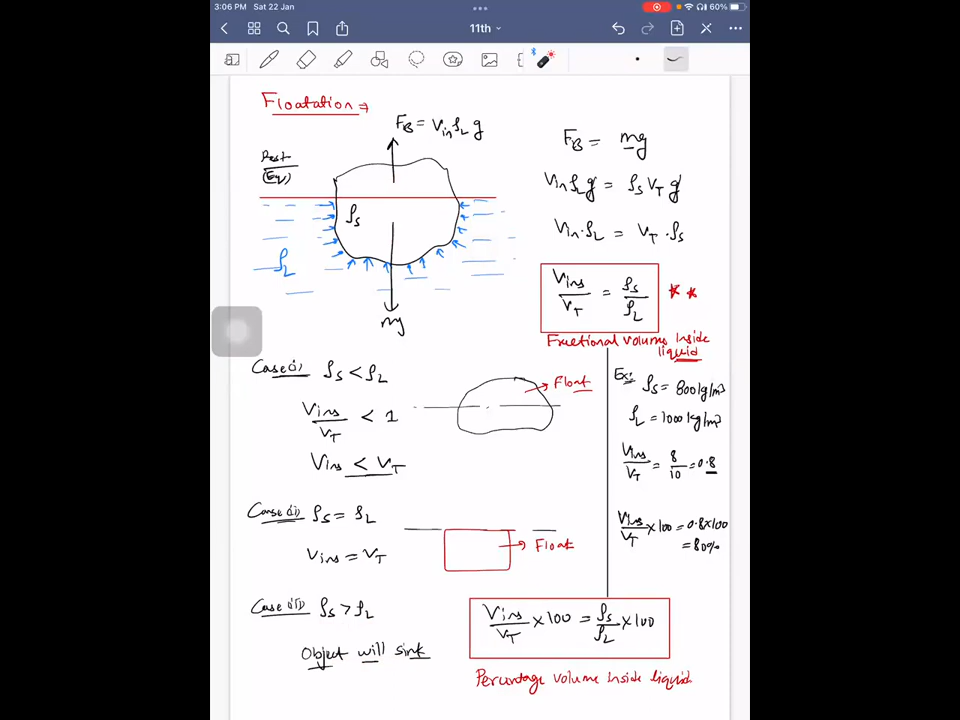 3:06 PM Sat 22 Jan
60%
11th
Floatation ⇒
F_B = V_in ρ_L g
Rest
(Eq)
ρ_s
ρ_L
mg
F_B = mg
V_in ρ_L g = ρ_s V_T g
V_in · ρ_L = V_T · ρ_s
V_ins / V_T = ρ_s / ρ_L
Fractional volume inside
liquid
Case(i) ρ_s < ρ_L
V_ins / V_T < 1
V_ins < V_T
Float
Case(ii) ρ_s = ρ_L
V_ins = V_T
Float
Case(iii) ρ_s > ρ_L
Object will sink
Ex:
ρ_s = 800 kg/m³
ρ_L = 1000 kg/m³
V_ins / V_T = 8/10 = 0.8
V_ins / V_T × 100 = 0.8×100
= 80%
V_ins / V_T × 100 = ρ_s / ρ_L × 100
Percentage volume inside liquid